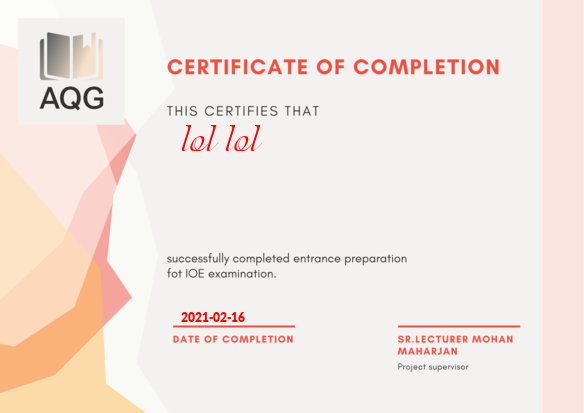 AQG
CERTIFICATE OF COMPLETION
THIS CERTIFIES THAT
lol lol
successfully completed entrance preparation
fot IOE examination.
2021-02-16
DATE OF COMPLETION
SR.LECTURER MOHAN
MAHARJAN
Project supervisor